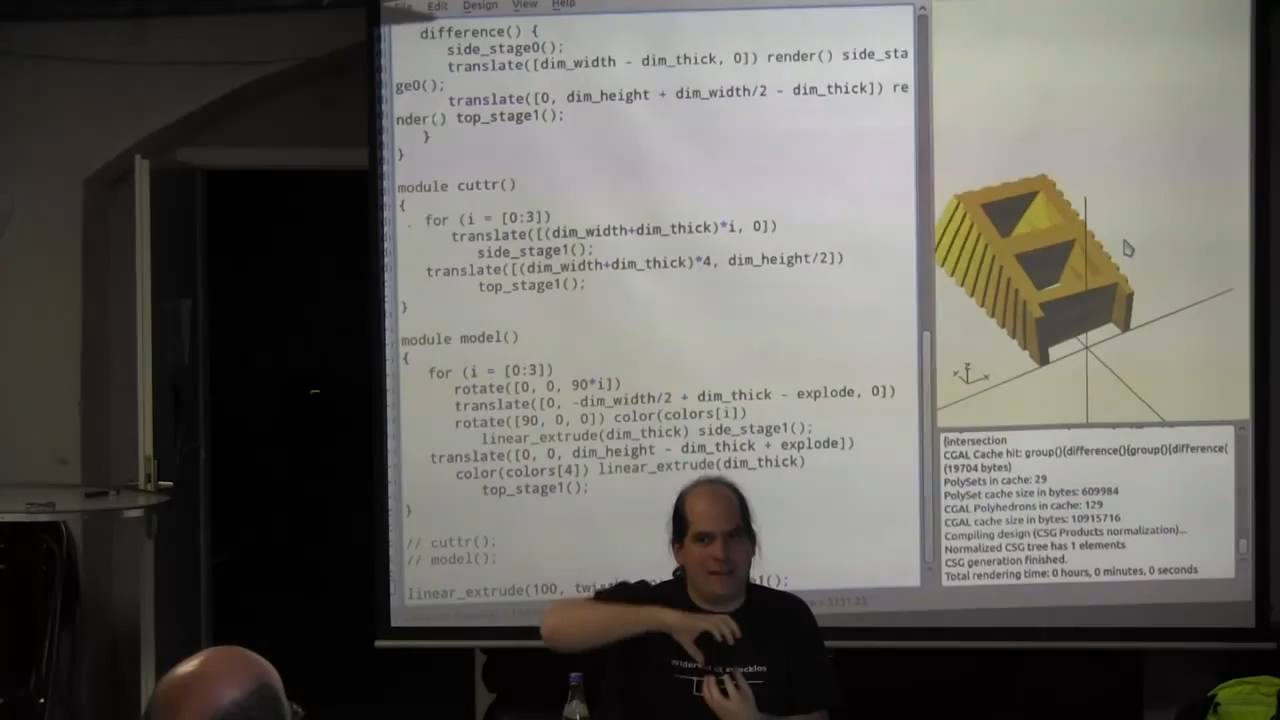 File Edit Design View Help
difference() {
side_stage0();
translate([dim_width - dim_thick, 0]) render() side_sta
ge0();
translate([0, dim_height + dim_width/2 - dim_thick]) re
nder() top_stage1();
}
}
module cuttr()
{
for (i = [0:3])
translate([(dim_width+dim_thick)*i, 0])
side_stage1();
translate([(dim_width+dim_thick)*4, dim_height/2])
top_stage1();
}
module model()
{
for (i = [0:3])
rotate([0, 0, 90*i])
translate([0, -dim_width/2 + dim_thick - explode, 0])
rotate([90, 0, 0]) color(colors[i])
linear_extrude(dim_thick) side_stage1();
translate([0, 0, dim_height - dim_thick + explode])
color(colors[4]) linear_extrude(dim_thick)
top_stage1();
}
// cuttr();
// model();
linear_extrude(100,
(intersection
CGAL Cache hit: group(){difference(){group(){difference(
(19704 bytes)
PolySets in cache: 29
PolySet cache size in bytes: 609984
CGAL Polyhedrons in cache: 129
CGAL cache size in bytes: 10915716
Compiling design (CSG Products normalization)...
Normalized CSG tree has 1 elements
CSG generation finished.
Total rendering time: 0 hours, 0 minutes, 0 seconds